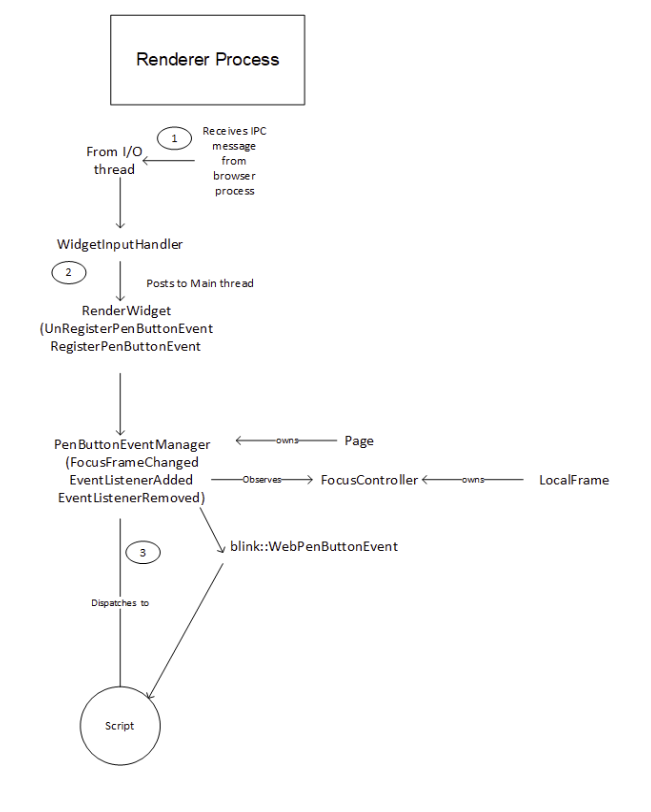 Renderer Process
1
Receives IPC
message
from
browser
process
From I/O
thread
WidgetInputHandler
2
Posts to Main thread
RenderWidget
(UnRegisterPenButtonEvent
RegisterPenButtonEvent
PenButtonEventManager
(FocusFrameChanged
EventListenerAdded
EventListenerRemoved)
owns
Page
Observes
FocusController
owns
LocalFrame
blink::WebPenButtonEvent
3
Dispatches to
Script